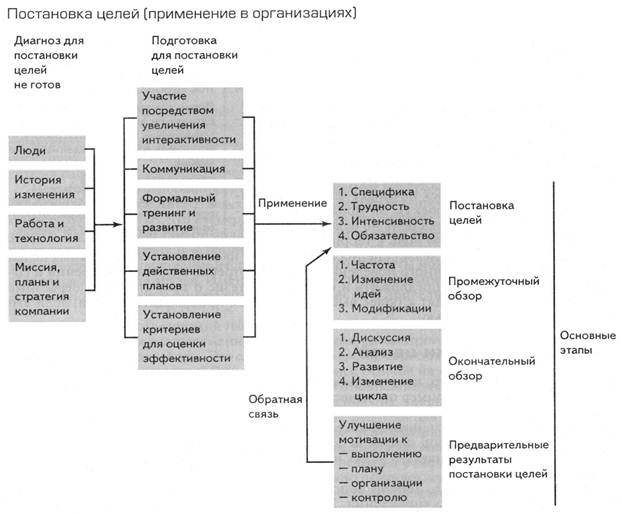 Постановка целей (применение в организациях)
Диагноз для
постановки
целей
не готов
Люди
История
изменения
Работа и
технология
Миссия,
планы и
стратегия
компании
Подготовка
для постановки
целей
Участие
посредством
увеличения
интерактивности
Коммуникация
Формальный
тренинг и
развитие
Установление
действенных
планов
Установление
критериев
для оценки
эффективности
Применение
1. Специфика
2. Трудность
3. Интенсивность
4. Обязательство
Постановка
целей
1. Частота
2. Изменение
идей
3. Модификации
Промежуточный
обзор
1. Дискуссия
2. Анализ
3. Развитие
4. Изменение
цикла
Окончательный
обзор
Улучшение
мотивации к
— выполнению
— плану
— организации
— контролю
Предварительные
результаты
постановки целей
Обратная
связь
Основные
этапы